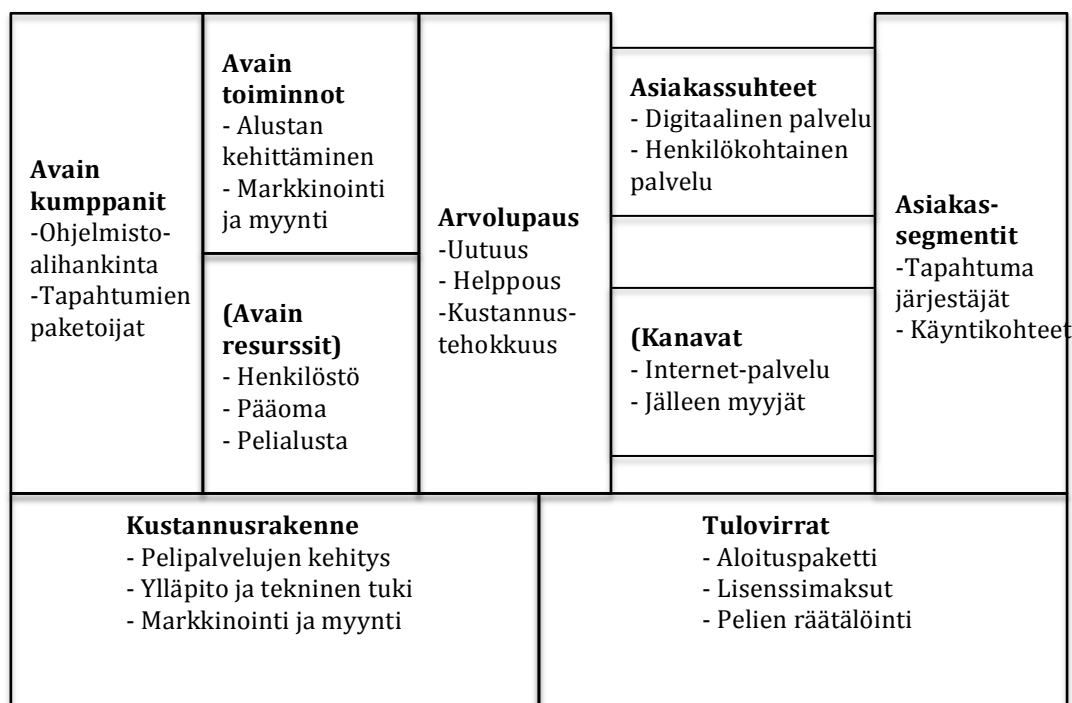 Avain
kumppanit
-Ohjelmisto-
alihankinta
-Tapahtumien
paketoijat
Avain
toiminnot
- Alustan
kehittäminen
- Markkinointi
ja myynti
(Avain
resurssit)
- Henkilöstö
- Pääoma
- Pelialusta
Arvolupaus
-Uutuus
- Helppous
-Kustannus-
tehokkuus
Asiakassuhteet
- Digitaalinen palvelu
- Henkilökohtainen
palvelu
(Kanavat
- Internet-palvelu
- Jälleen myyjät
Asiakas-
segmentit
-Tapahtuma
järjestäjät
- Käyntikohteet
Kustannusrakenne
- Pelipalvelujen kehitys
- Ylläpito ja tekninen tuki
- Markkinointi ja myynti
Tulovirrat
- Aloituspaketti
- Lisenssimaksut
- Pelien räätälöinti